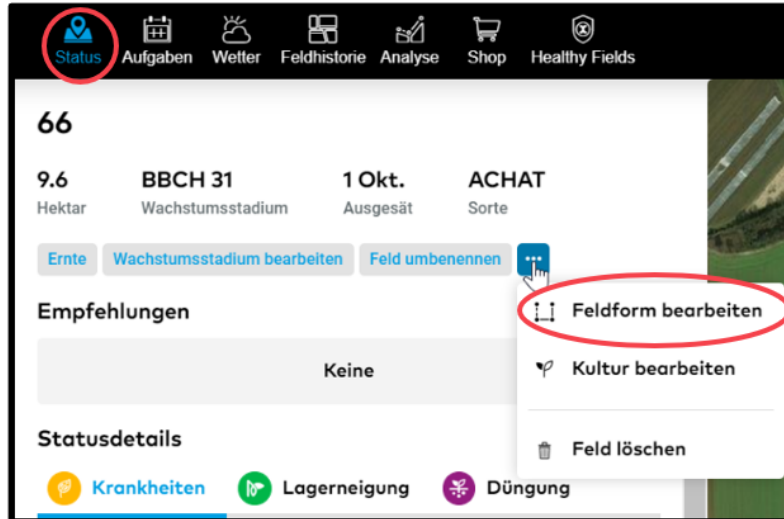 Status Aufgaben Wetter Feldhistorie Analyse Shop Healthy Fields
66
9.6 BBCH 31 1 Okt. ACHAT
Hektar Wachstumsstadium Ausgesät Sorte
Ernte Wachstumsstadium bearbeiten Feld umbenennen ...
Empfehlungen
Feldform bearbeiten
Keine
Kultur bearbeiten
Statusdetails
Feld löschen
Krankheiten Lagerneigung Düngung